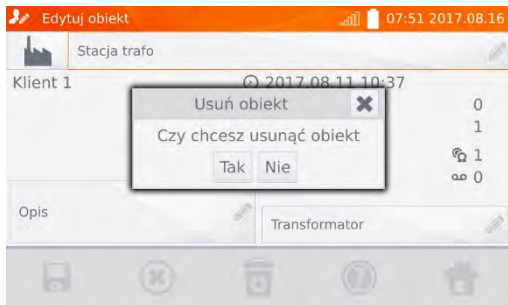 Edytuj obiekt 07:51 2017.08.16
Stacja trafo
Klient 1 2017.08.11 10:37
Usuń obiekt
0
Czy chcesz usunąć obiekt
1
Tak Nie
1
0
Opis
Transformator